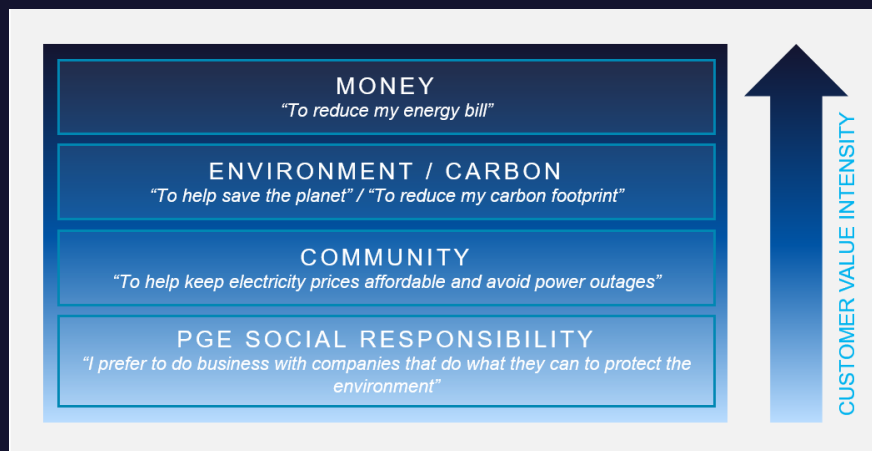 MONEY
“To reduce my energy bill”
ENVIRONMENT / CARBON
“To help save the planet” / “To reduce my carbon footprint”
COMMUNITY
“To help keep electricity prices affordable and avoid power outages”
PGE SOCIAL RESPONSIBILITY
“I prefer to do business with companies that do what they can to protect the
environment”
CUSTOMER VALUE INTENSITY